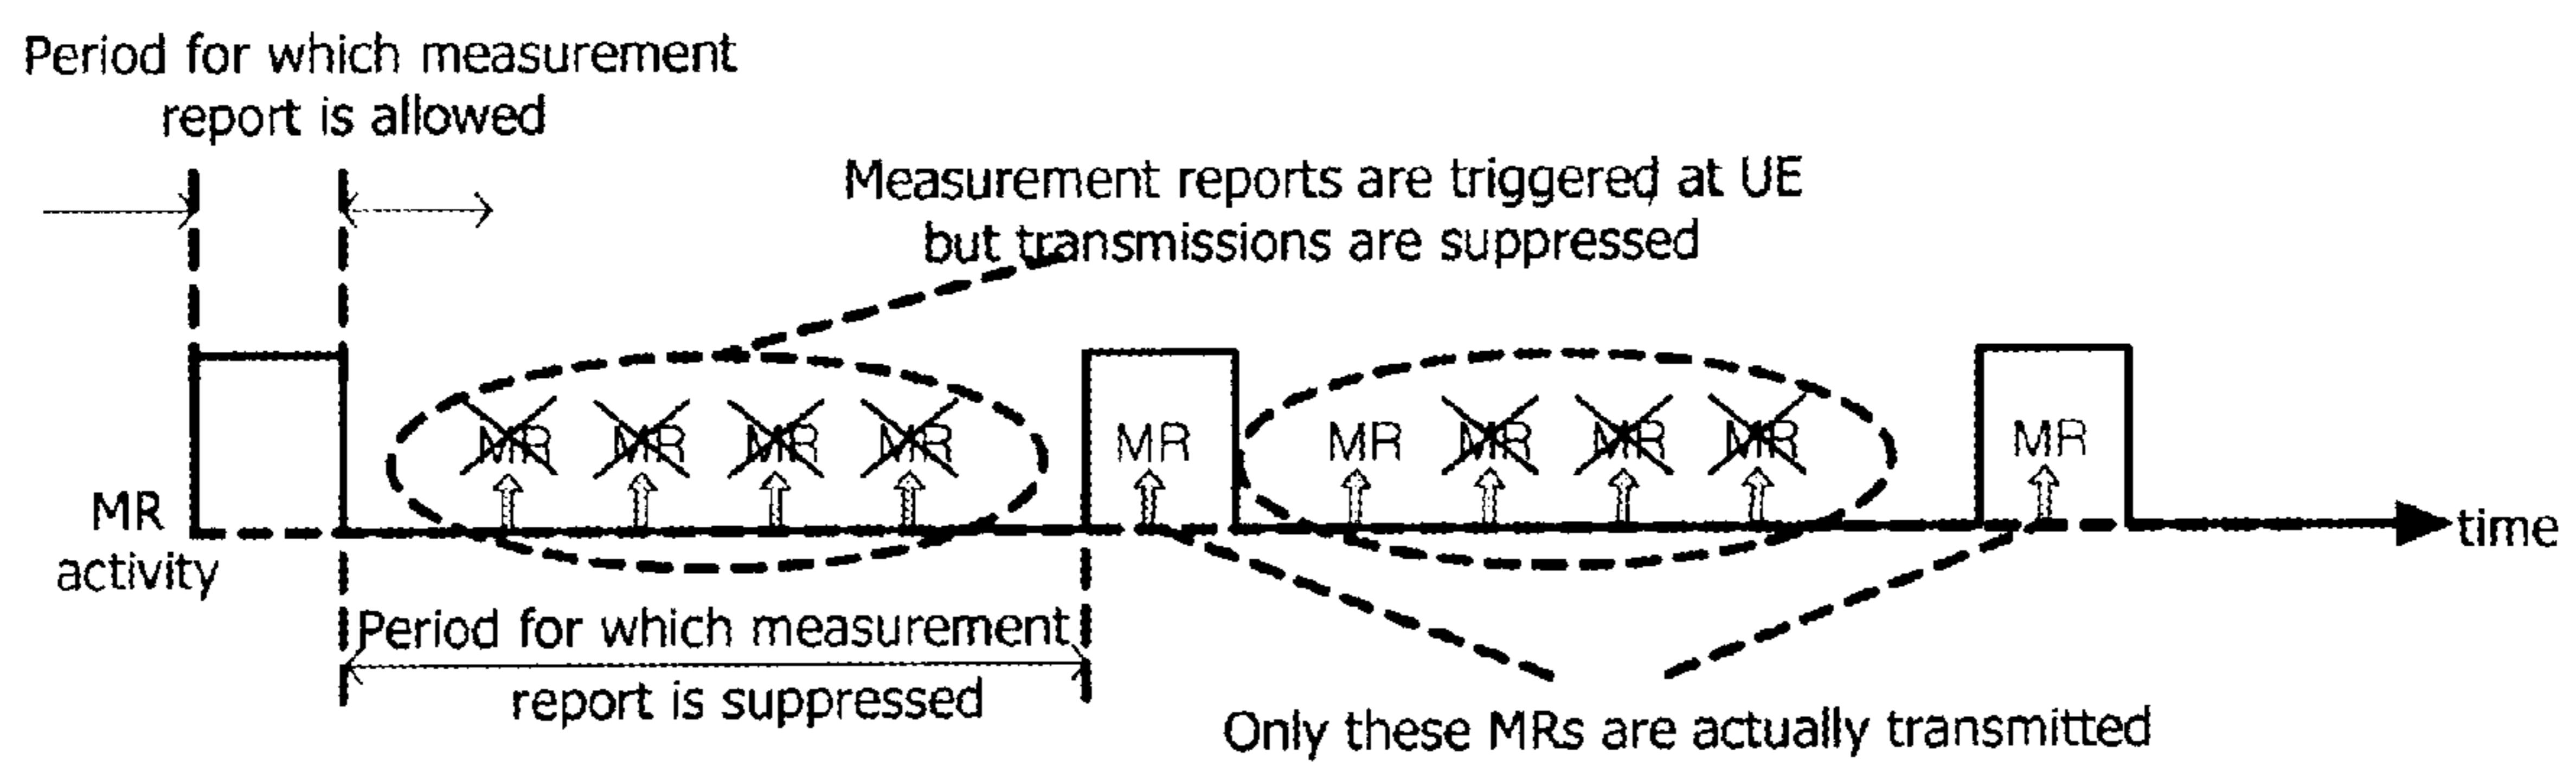 Period for which measurement
report is allowed
Measurement reports are triggered at UE
but transmissions are suppressed
MR MR MR MR MR MR MR MR MR MR
MR
activity
time
Period for which measurement
report is suppressed
Only these MRs are actually transmitted